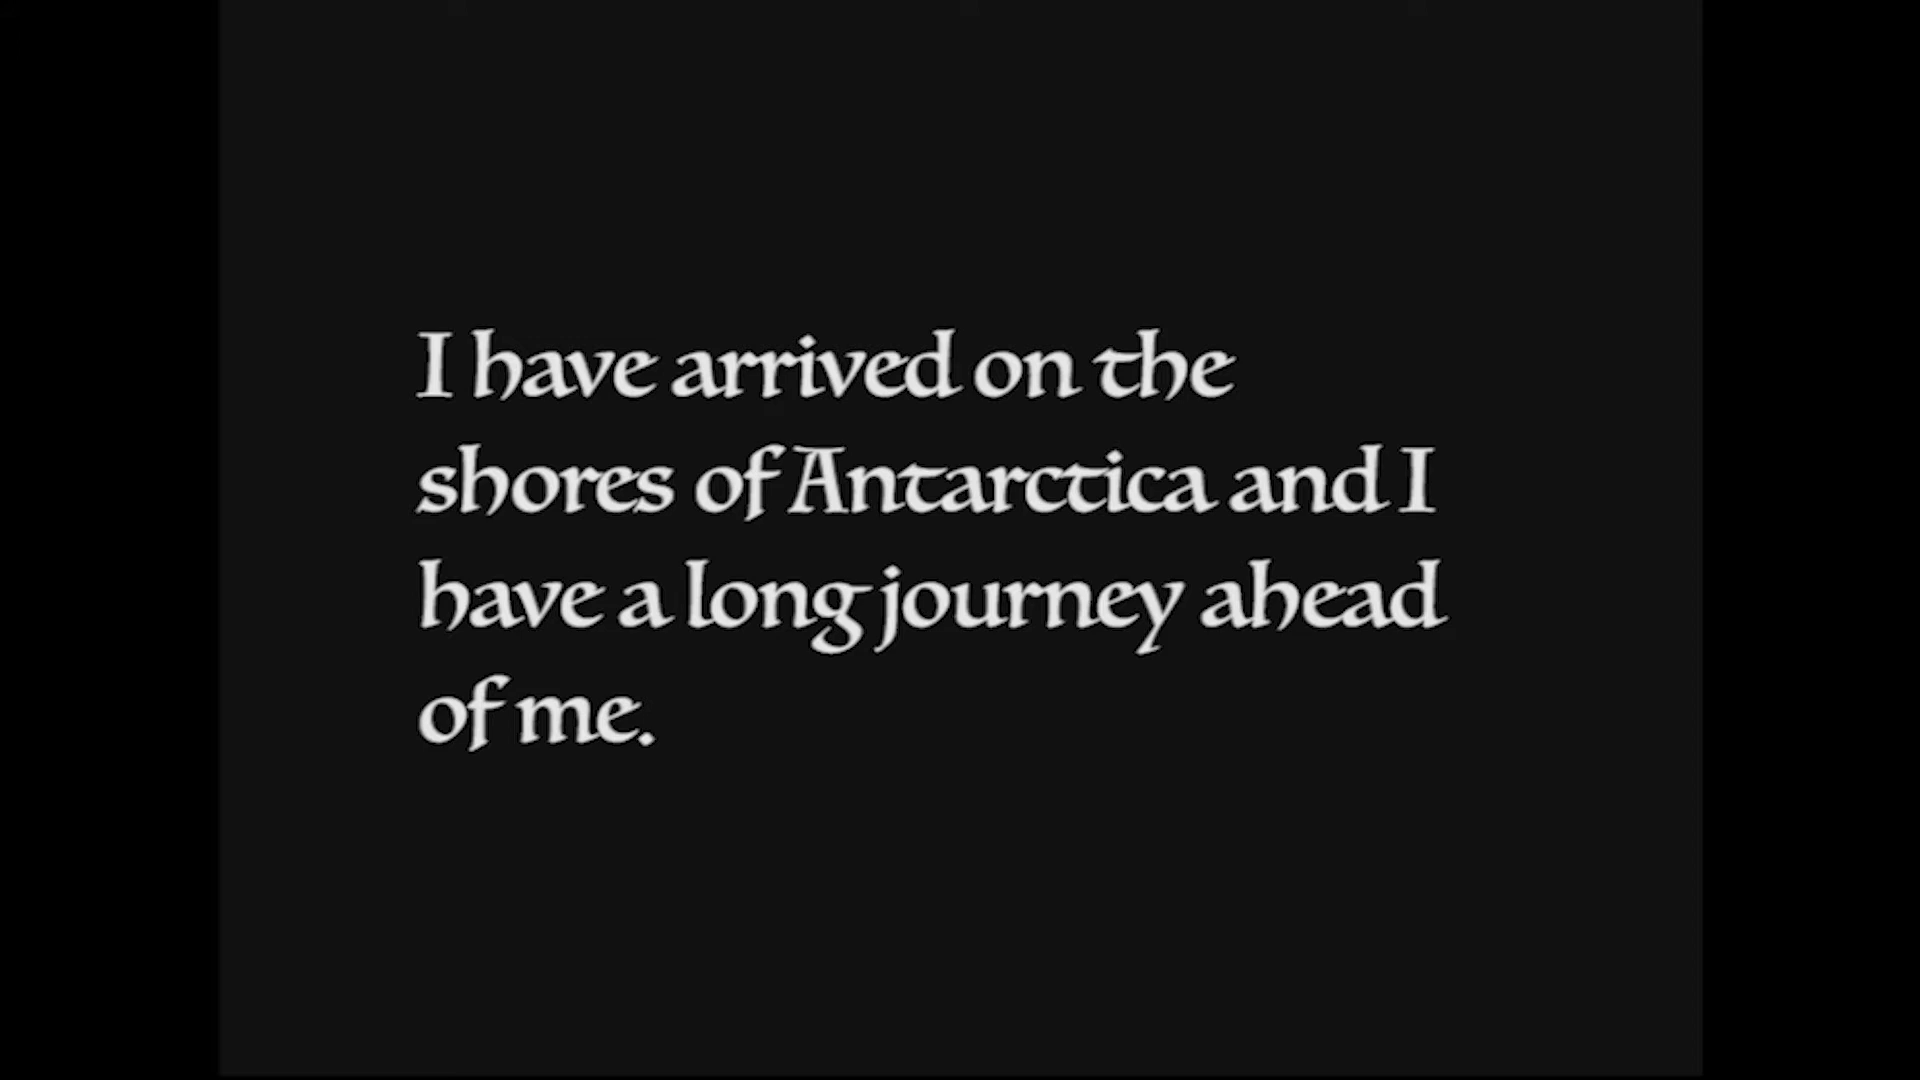 I have arrived on the
shores of Antarctica and I
have a long journey ahead
of me.